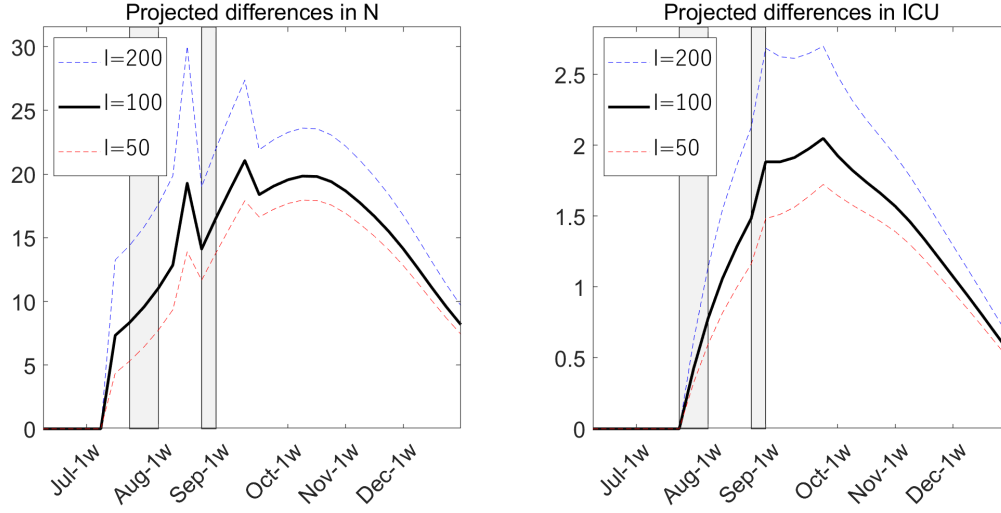 Projected differences in N
30
25
20
15
10
5
0
I=200
I=100
I=50
Jul-1w
Aug-1w
Sep-1w
Oct-1w
Nov-1w
Dec-1w
Projected differences in ICU
2.5
2
1.5
1
0.5
0
I=200
I=100
I=50
Jul-1w
Aug-1w
Sep-1w
Oct-1w
Nov-1w
Dec-1w